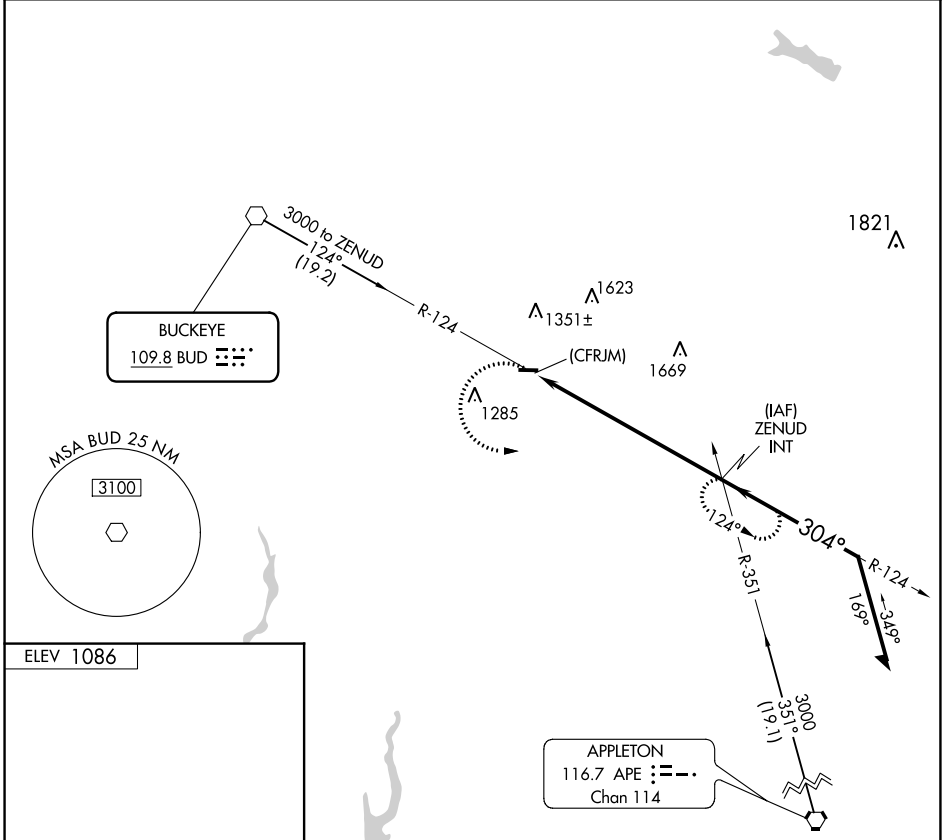 1821
3000 to ZENUD
124°
(19.2)
R-124
1623
1351±
BUCKEYE
109.8 BUD
(CFRJM)
1669
1285
(IAF)
ZENUD
INT
MSA BUD 25 NM
3100
124°
304°
R-124
R-351
169°
349°
ELEV 1086
3000
351°
(19.1)
APPLETON
116.7 APE
Chan 114